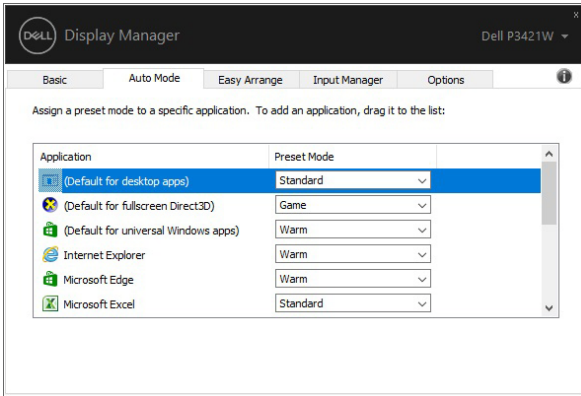 DELL Display Manager Dell P3421W
Basic Auto Mode Easy Arrange Input Manager Options
Assign a preset mode to a specific application. To add an application, drag it to the list:
Application Preset Mode
(Default for desktop apps) Standard
(Default for fullscreen Direct3D) Game
(Default for universal Windows apps) Warm
Internet Explorer Warm
Microsoft Edge Warm
Microsoft Excel Standard